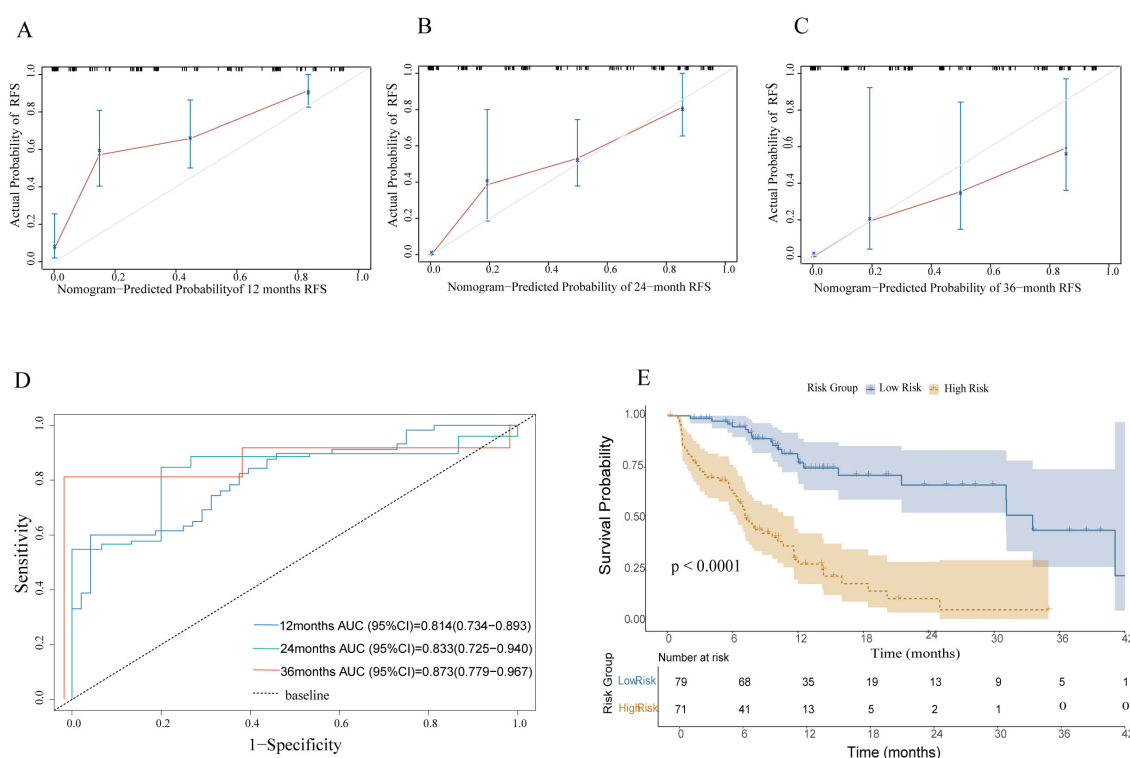 A
Actual Probability of RFS
0.0 0.2 0.4 0.6 0.8 1.0
0.0 0.2 0.4 0.6 0.8 1.0
Nomogram−Predicted Probabilityof 12 months RFS
B
Actual Probability of RFS
0.0 0.2 0.4 0.6 0.8 1.0
0.0 0.2 0.4 0.6 0.8 1.0
Nomogram−Predicted Probability of 24-month RFS
C
Actual Probability of RFS
0.0 0.2 0.4 0.6 0.8 1.0
0.0 0.2 0.4 0.6 0.8 1.0
Nomogram−Predicted Probability of 36-month RFS
D
Sensitivity
0.0 0.2 0.4 0.6 0.8 1.0
12months AUC (95%CI)=0.814(0.734−0.893)
24months AUC (95%CI)=0.833(0.725−0.940)
36months AUC (95%CI)=0.873(0.779−0.967)
baseline
0.0 0.2 0.4 0.6 0.8 1.0
1−Specificity
E
Risk Group Low Risk High Risk
Survival Probability
1.00
0.75
0.50
0.25
0.00
p < 0.0001
0 6 12 18 24 30 36 42
Time (months)
Number at risk
Risk Group
LowRisk 79 68 35 19 13 9 5 1
HighRisk 71 41 13 5 2 1 0 0
0 6 12 18 24 30 36 42
Time (months)